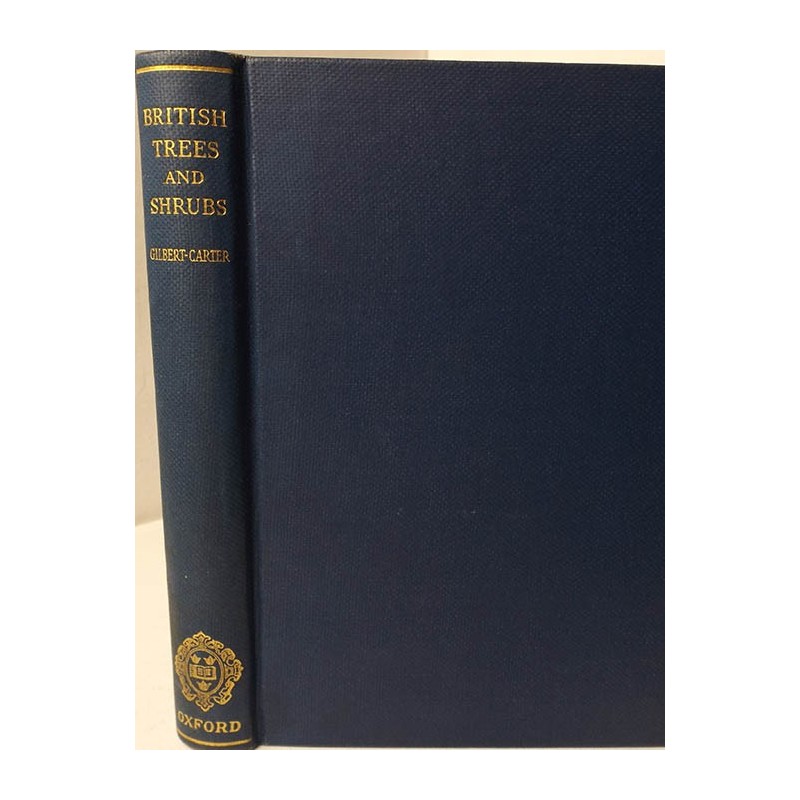 BRITISH
TREES
AND
SHRUBS
GILBERT-CARTER
OXFORD